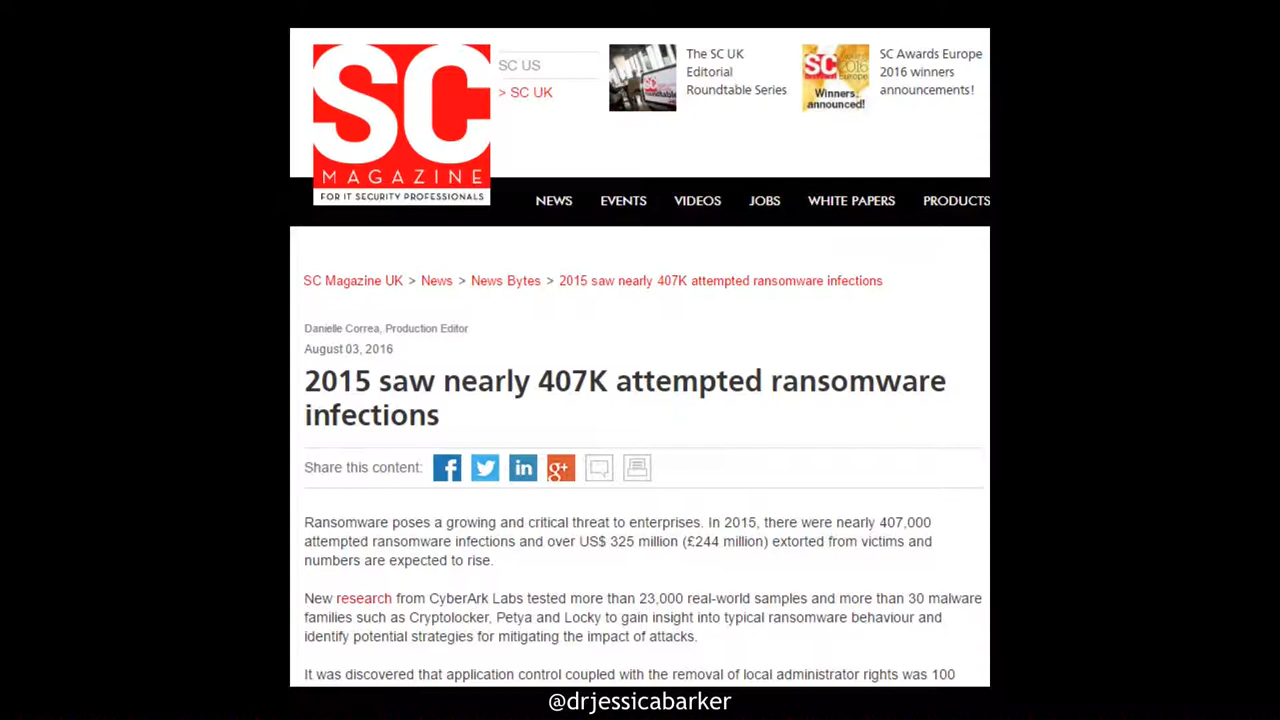 SC
MAGAZINE
FOR IT SECURITY PROFESSIONALS
SC US
> SC UK
The SC UK
Editorial
Roundtable Series
SC
2016
Europe
Winners
announced!
SC Awards Europe
2016 winners
announcements!
NEWS EVENTS VIDEOS JOBS WHITE PAPERS PRODUCTS
SC Magazine UK > News > News Bytes > 2015 saw nearly 407K attempted ransomware infections
Danielle Correa, Production Editor
August 03, 2016
2015 saw nearly 407K attempted ransomware
infections
Share this content:
Ransomware poses a growing and critical threat to enterprises. In 2015, there were nearly 407,000
attempted ransomware infections and over US$ 325 million (£244 million) extorted from victims and
numbers are expected to rise.
New research from CyberArk Labs tested more than 23,000 real-world samples and more than 30 malware
families such as Cryptolocker, Petya and Locky to gain insight into typical ransomware behaviour and
identify potential strategies for mitigating the impact of attacks.
It was discovered that application control coupled with the removal of local administrator rights was 100
@drjessicabarker